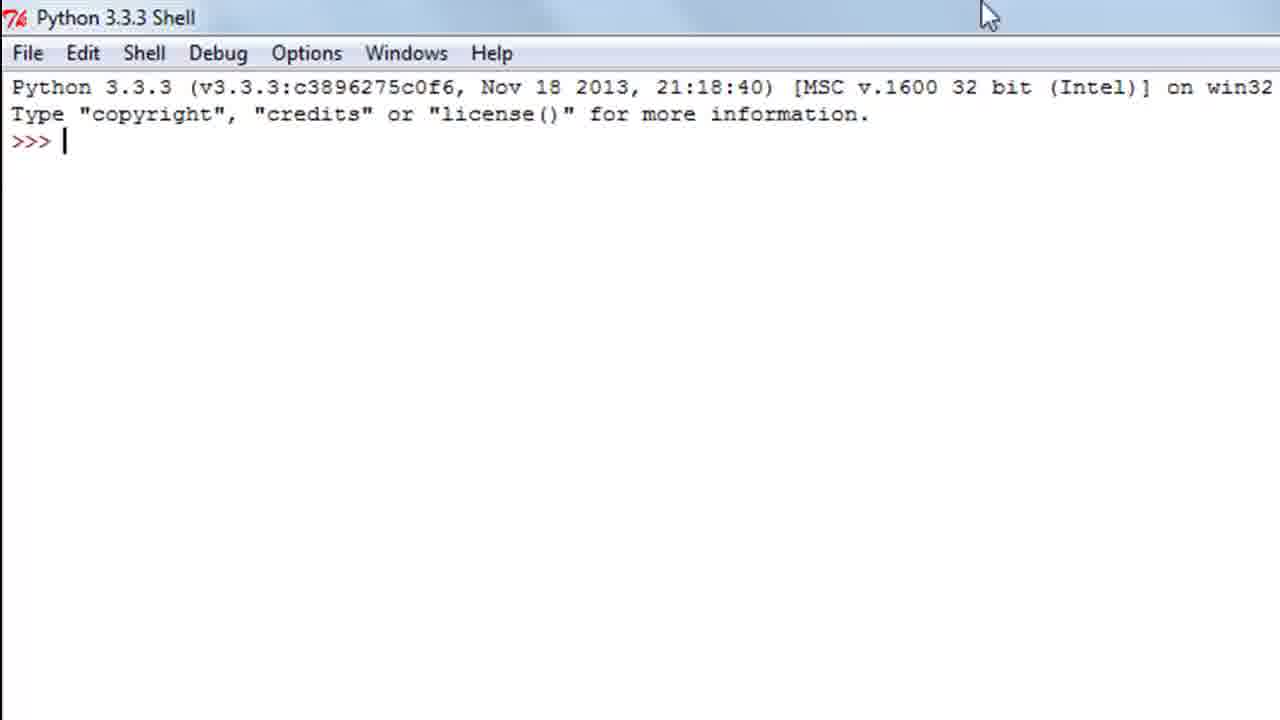 Python 3.3.3 Shell
File Edit Shell Debug Options Windows Help
Python 3.3.3 (v3.3.3:c3896275c0f6, Nov 18 2013, 21:18:40) [MSC v.1600 32 bit (Intel)] on win32
Type "copyright", "credits" or "license()" for more information.
>>>